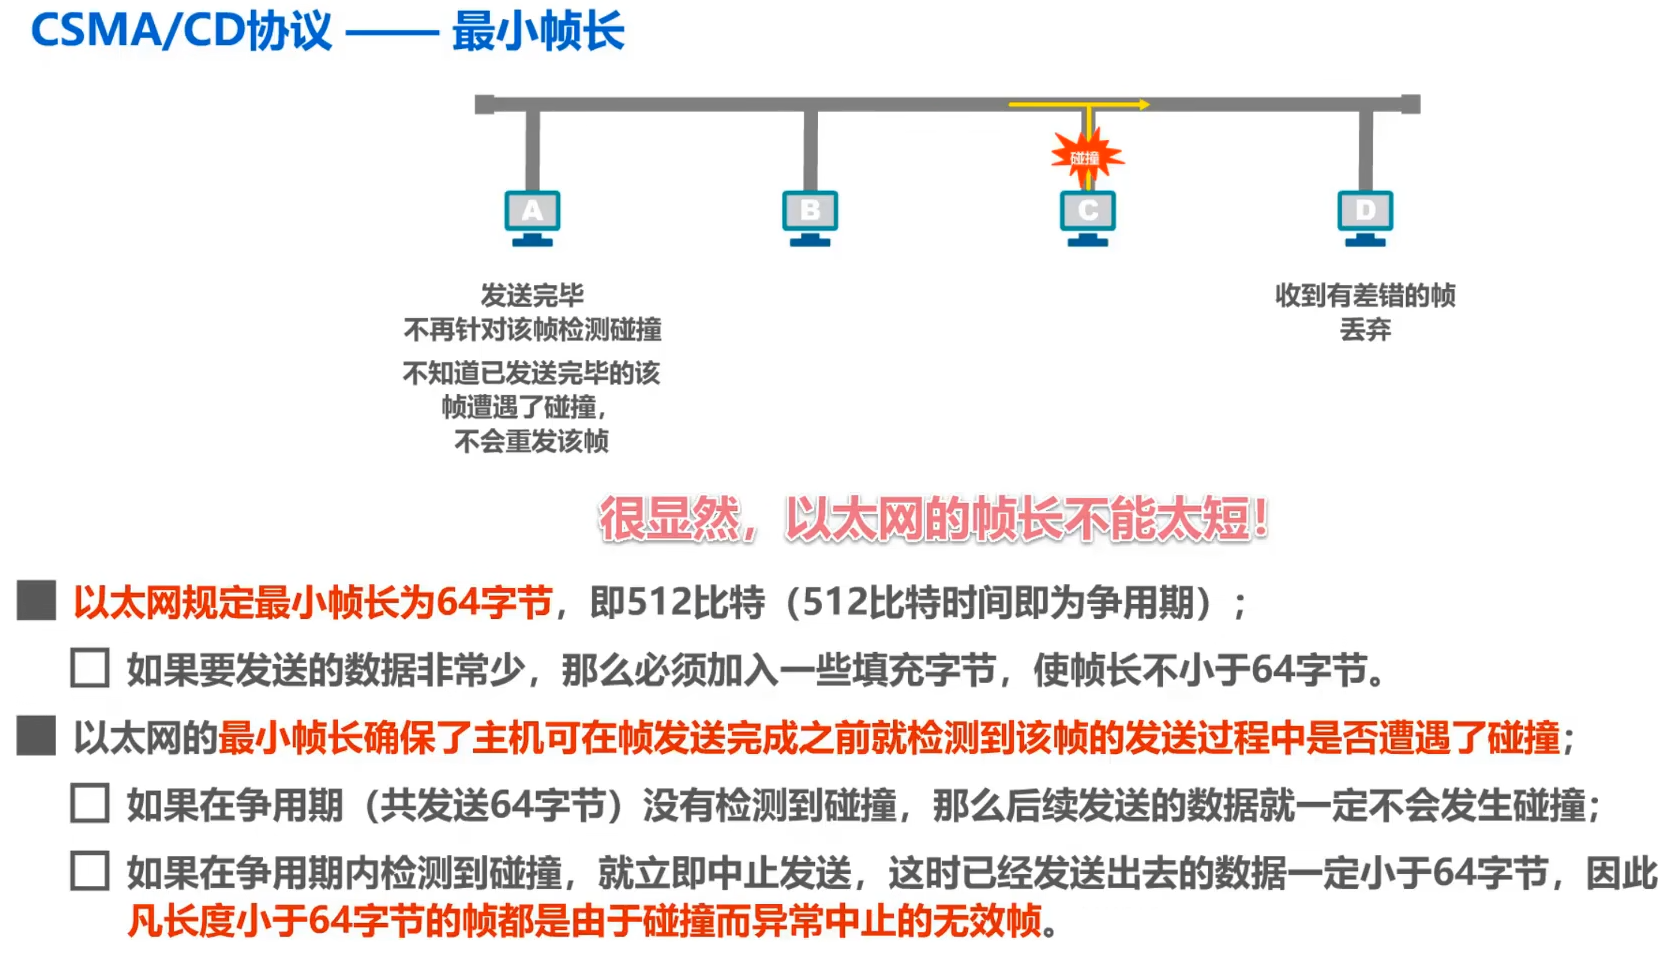 CSMA/CD协议 —— 最小帧长
碰撞
A
B
C
D
发送完毕
不再针对该帧检测碰撞
不知道已发送完毕的该
帧遭遇了碰撞，
不会重发该帧
收到有差错的帧
丢弃
很显然，以太网的帧长不能太短！
以太网规定最小帧长为64字节，即512比特（512比特时间即为争用期）；
如果要发送的数据非常少，那么必须加入一些填充字节，使帧长不小于64字节。
以太网的最小帧长确保了主机可在帧发送完成之前就检测到该帧的发送过程中是否遭遇了碰撞；
如果在争用期（共发送64字节）没有检测到碰撞，那么后续发送的数据就一定不会发生碰撞；
如果在争用期内检测到碰撞，就立即中止发送，这时已经发送出去的数据一定小于64字节，因此
凡长度小于64字节的帧都是由于碰撞而异常中止的无效帧。